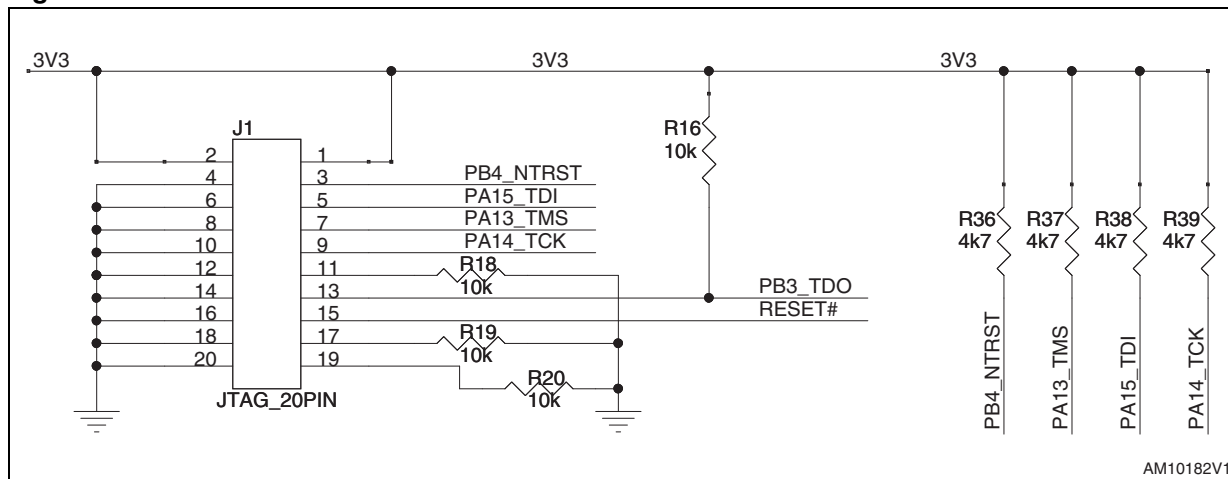 3V3 3V3 3V3
J1
R16
10k
2 1
4 3 PB4_NTRST
6 5 PA15_TDI
8 7 PA13_TMS
10 9 PA14_TCK
12 11 R18
10k
14 13 PB3_TDO
16 15 RESET#
18 17 R19
10k
20 19 R20
10k
JTAG_20PIN
R36 R37 R38 R39
4k7 4k7 4k7 4k7
PB4_NTRST
PA13_TMS
PA15_TDI
PA14_TCK
AM10182V1